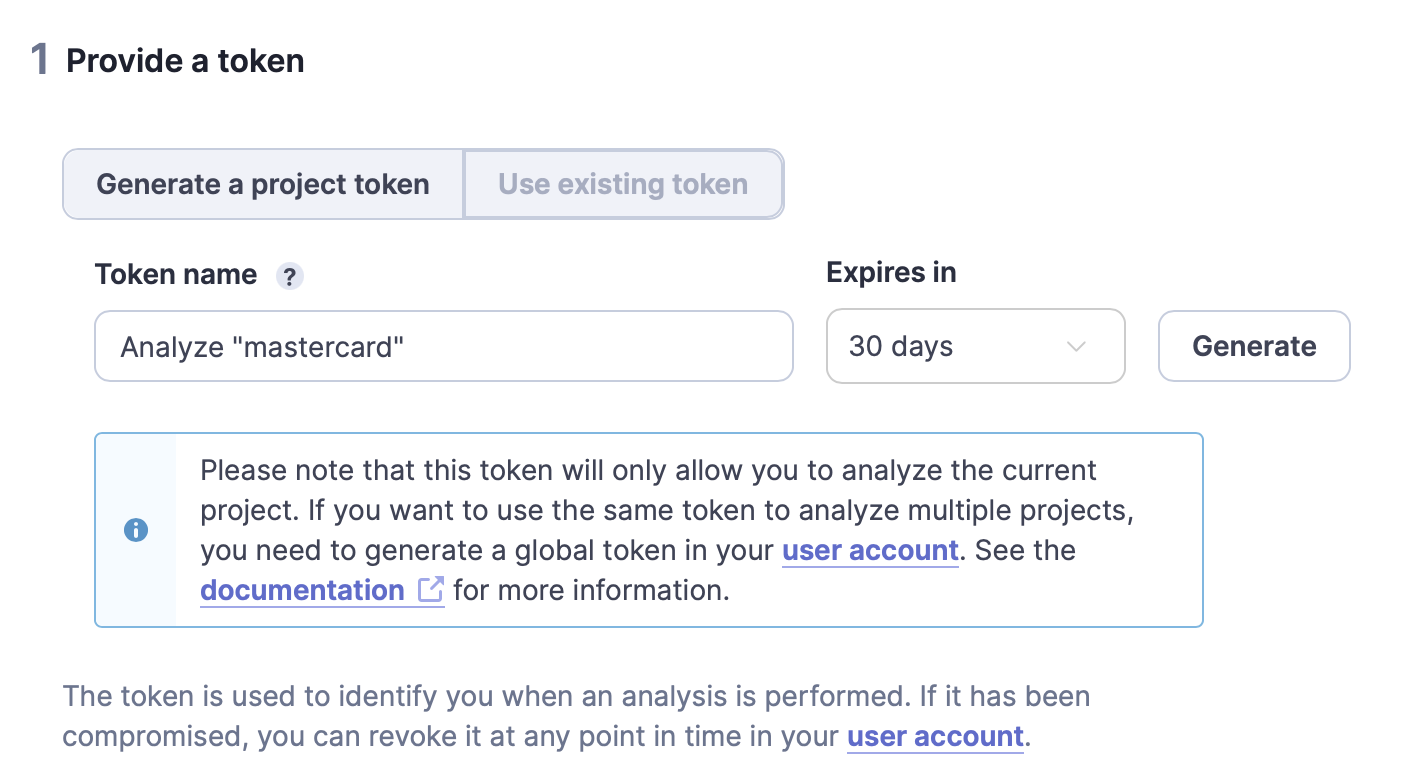 1 Provide a token
Generate a project token Use existing token
Token name ? Expires in
Analyze "mastercard" 30 days Generate
Please note that this token will only allow you to analyze the current
project. If you want to use the same token to analyze multiple projects,
you need to generate a global token in your user account. See the
documentation for more information.
The token is used to identify you when an analysis is performed. If it has been
compromised, you can revoke it at any point in time in your user account.